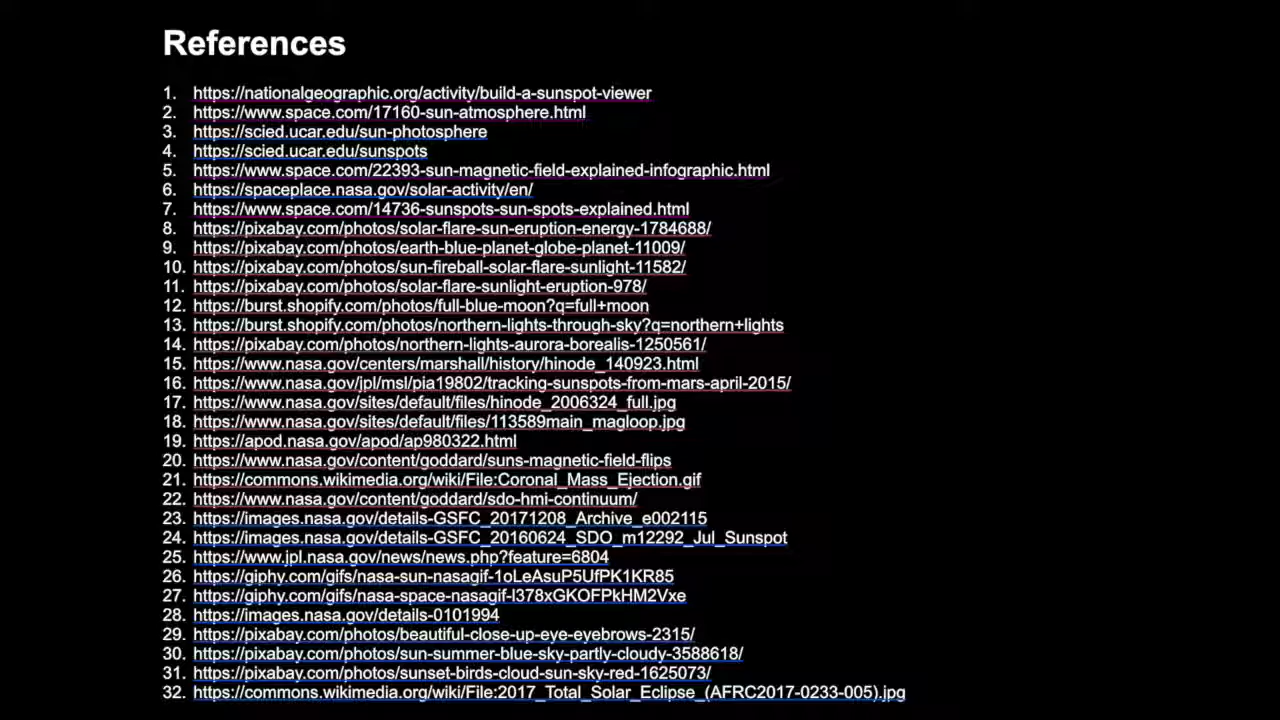 References
1. https://nationalgeographic.org/activity/build-a-sunspot-viewer
2. https://www.space.com/17160-sun-atmosphere.html
3. https://scied.ucar.edu/sun-photosphere
4. https://scied.ucar.edu/sunspots
5. https://www.space.com/22393-sun-magnetic-field-explained-infographic.html
6. https://spaceplace.nasa.gov/solar-activity/en/
7. https://www.space.com/14736-sunspots-sun-spots-explained.html
8. https://pixabay.com/photos/solar-flare-sun-eruption-energy-1784688/
9. https://pixabay.com/photos/earth-blue-planet-globe-planet-11009/
10. https://pixabay.com/photos/sun-fireball-solar-flare-sunlight-11582/
11. https://pixabay.com/photos/solar-flare-sunlight-eruption-978/
12. https://burst.shopify.com/photos/full-blue-moon?q=full+moon
13. https://burst.shopify.com/photos/northern-lights-through-sky?q=northern+lights
14. https://pixabay.com/photos/northern-lights-aurora-borealis-1250561/
15. https://www.nasa.gov/centers/marshall/history/hinode_140923.html
16. https://www.nasa.gov/jpl/msl/pia19802/tracking-sunspots-from-mars-april-2015/
17. https://www.nasa.gov/sites/default/files/hinode_2006324_full.jpg
18. https://www.nasa.gov/sites/default/files/113589main_magloop.jpg
19. https://apod.nasa.gov/apod/ap980322.html
20. https://www.nasa.gov/content/goddard/suns-magnetic-field-flips
21. https://commons.wikimedia.org/wiki/File:Coronal_Mass_Ejection.gif
22. https://www.nasa.gov/content/goddard/sdo-hmi-continuum/
23. https://images.nasa.gov/details-GSFC_20171208_Archive_e002115
24. https://images.nasa.gov/details-GSFC_20160624_SDO_m12292_Jul_Sunspot
25. https://www.jpl.nasa.gov/news/news.php?feature=6804
26. https://giphy.com/gifs/nasa-sun-nasagif-1oLeAsuP5UfPK1KR85
27. https://giphy.com/gifs/nasa-space-nasagif-l378xGKOFPkHM2Vxe
28. https://images.nasa.gov/details-0101994
29. https://pixabay.com/photos/beautiful-close-up-eye-eyebrows-2315/
30. https://pixabay.com/photos/sun-summer-blue-sky-partly-cloudy-3588618/
31. https://pixabay.com/photos/sunset-birds-cloud-sun-sky-red-1625073/
32. https://commons.wikimedia.org/wiki/File:2017_Total_Solar_Eclipse_(AFRC2017-0233-005).jpg